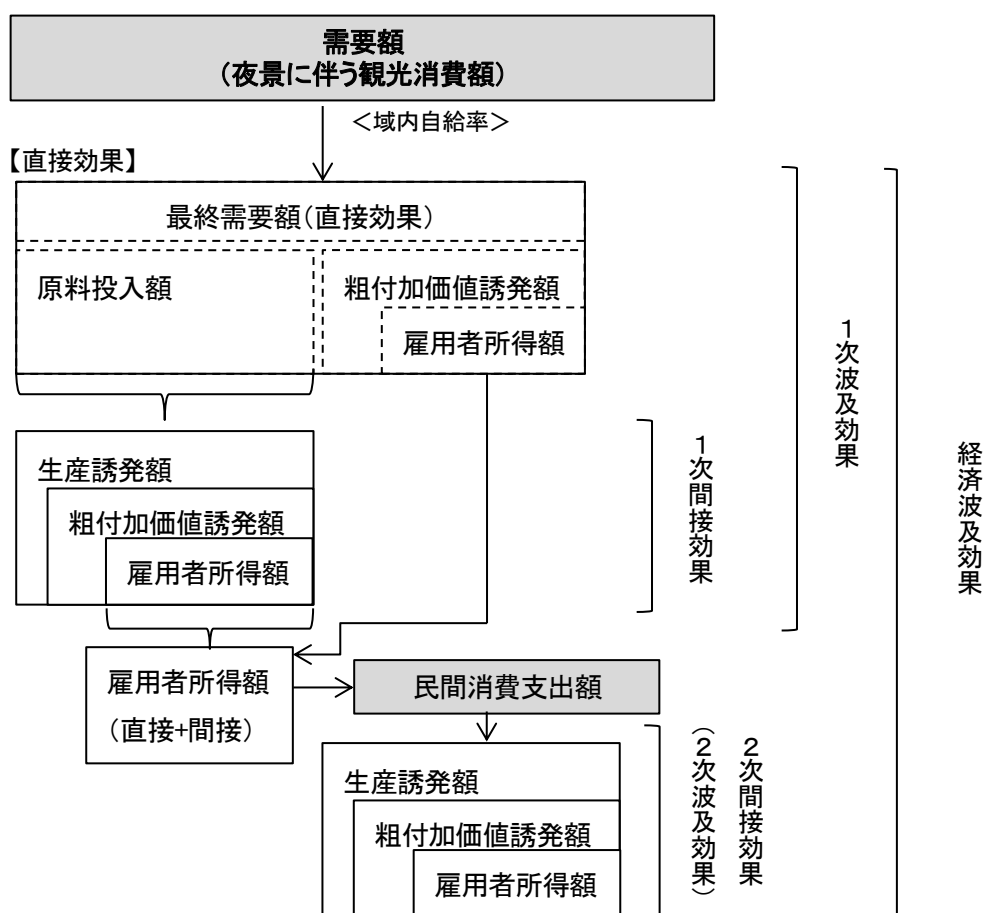 需要額
(夜景に伴う観光消費額)
＜域内自給率＞
【直接効果】
最終需要額(直接効果)
原料投入額
粗付加価値誘発額
雇用者所得額
1次波及効果
経済波及効果
1次間接効果
生産誘発額
粗付加価値誘発額
雇用者所得額
雇用者所得額
(直接+間接)
民間消費支出額
2次間接効果
(2次波及効果)
生産誘発額
粗付加価値誘発額
雇用者所得額